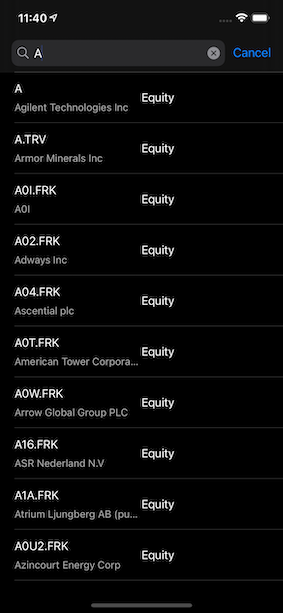 11:40
A
Cancel
A
Agilent Technologies Inc
Equity
A.TRV
Armor Minerals Inc
Equity
A0I.FRK
A0I
Equity
A02.FRK
Adways Inc
Equity
A04.FRK
Ascential plc
Equity
A0T.FRK
American Tower Corpora...
Equity
A0W.FRK
Arrow Global Group PLC
Equity
A16.FRK
ASR Nederland N.V
Equity
A1A.FRK
Atrium Ljungberg AB (pu...
Equity
A0U2.FRK
Azincourt Energy Corp
Equity